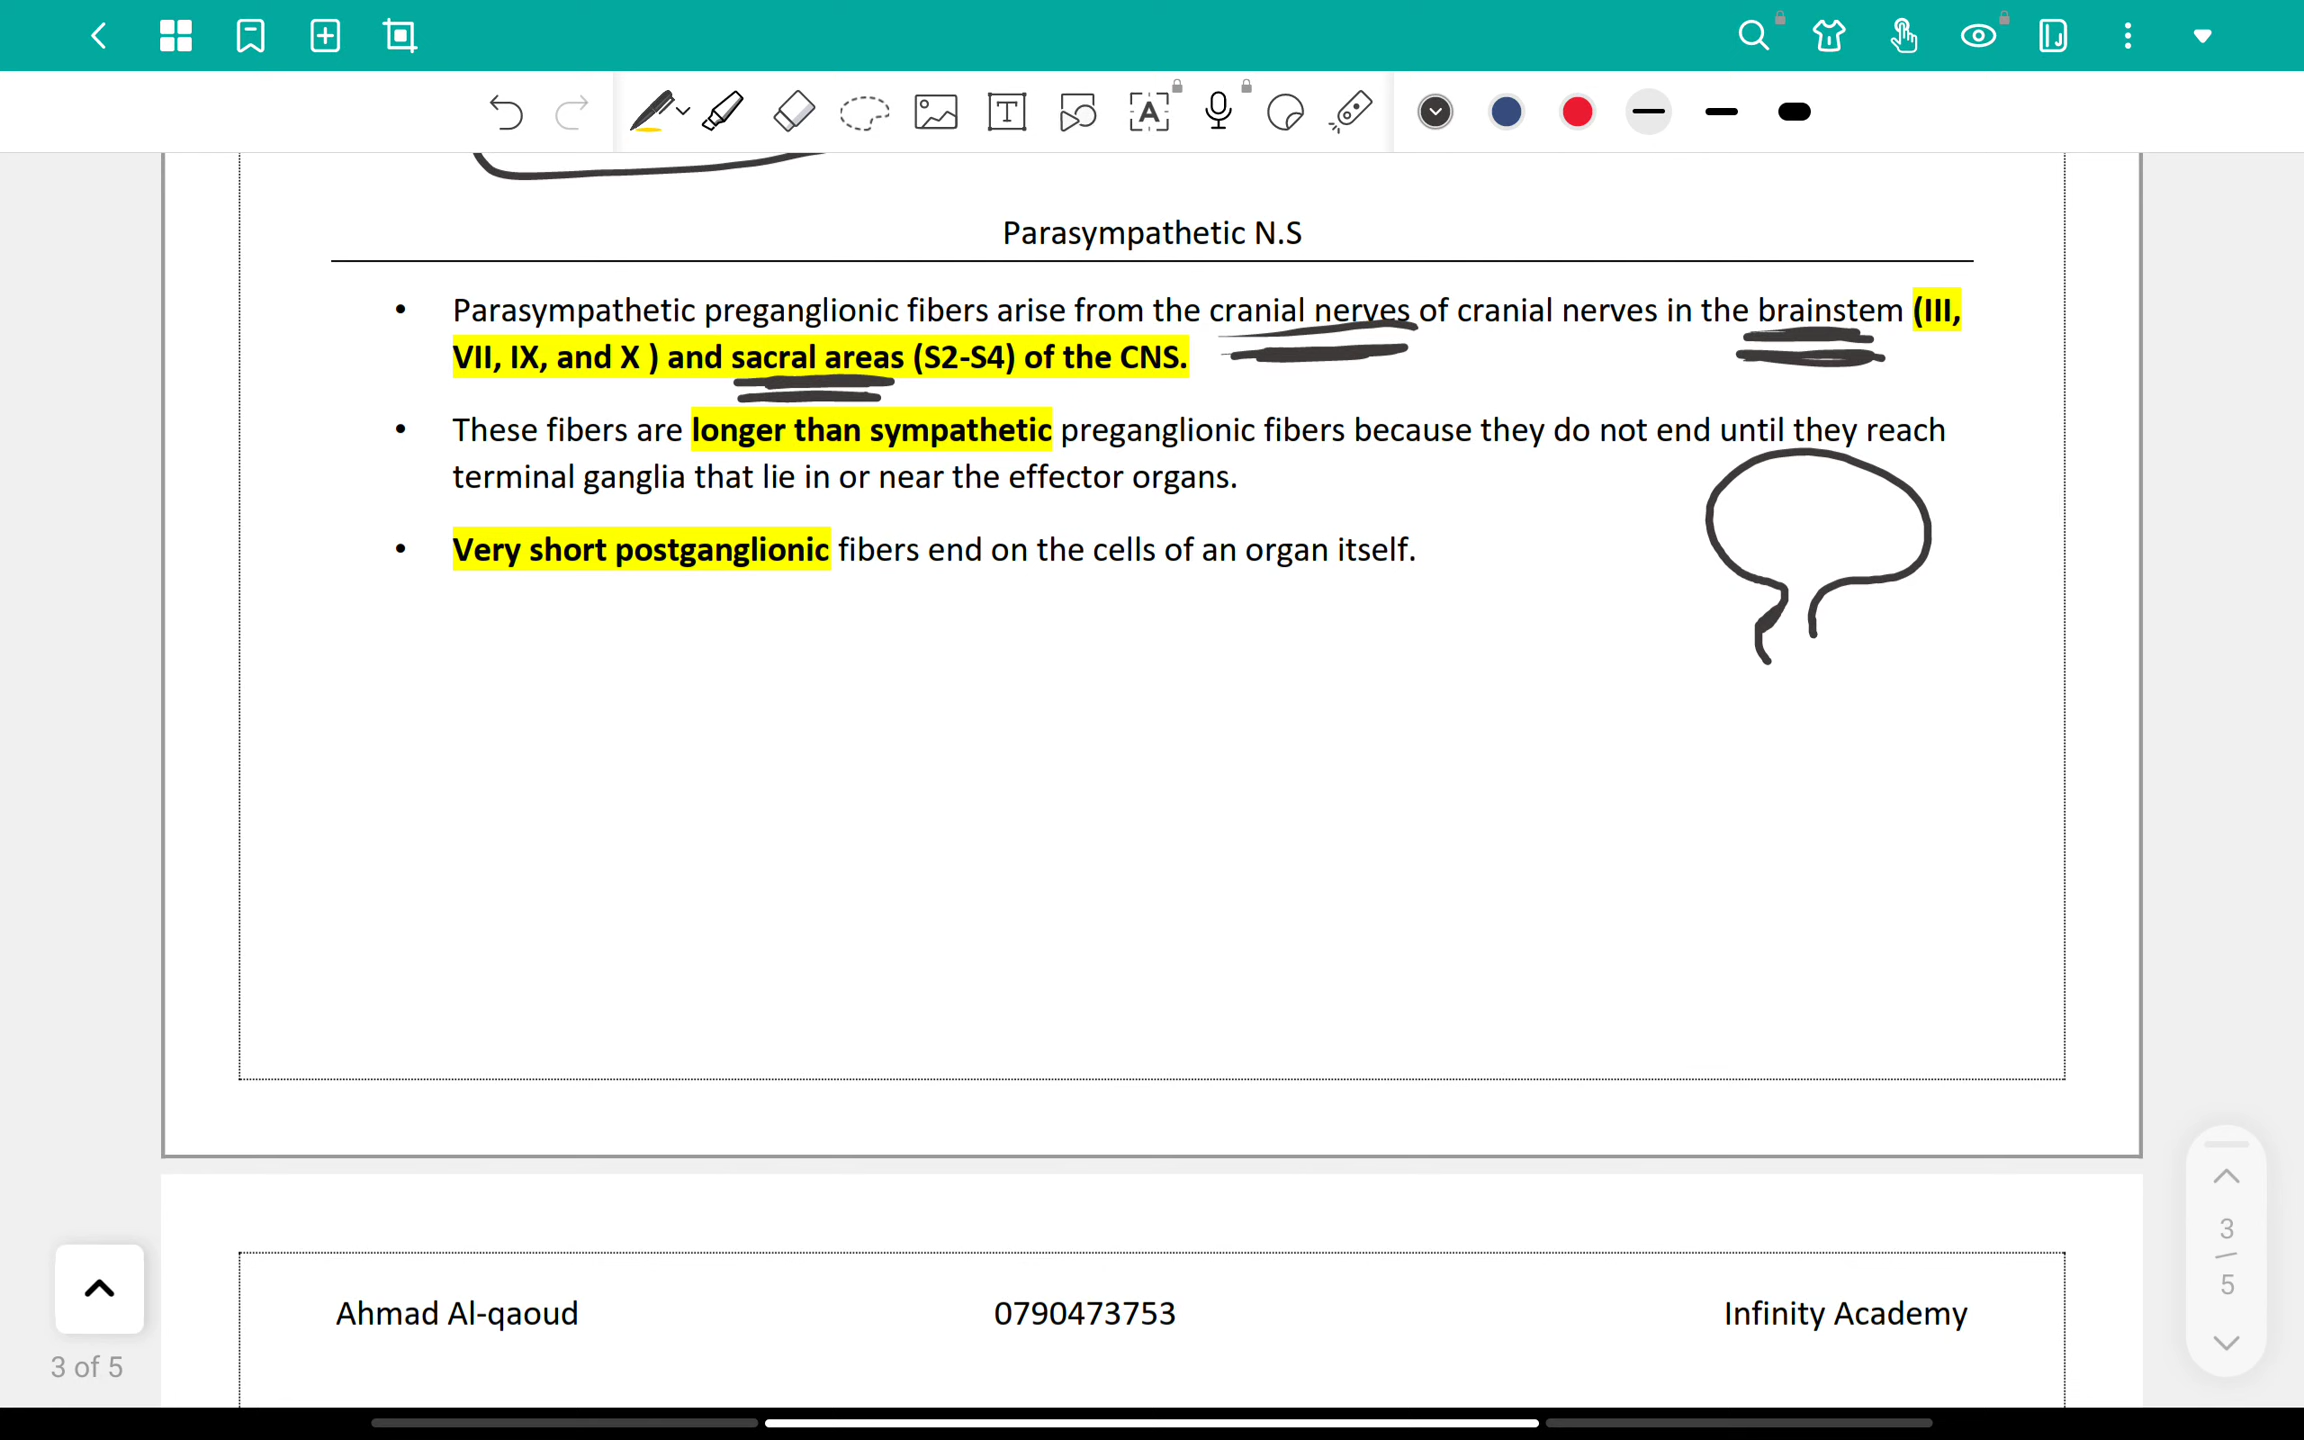 Parasympathetic N.S
• Parasympathetic preganglionic fibers arise from the cranial nerves of cranial nerves in the brainstem (III,
VII, IX, and X ) and sacral areas (S2-S4) of the CNS.
• These fibers are longer than sympathetic preganglionic fibers because they do not end until they reach
terminal ganglia that lie in or near the effector organs.
• Very short postganglionic fibers end on the cells of an organ itself.
3
/
5
Ahmad Al-qaoud 0790473753 Infinity Academy
3 of 5